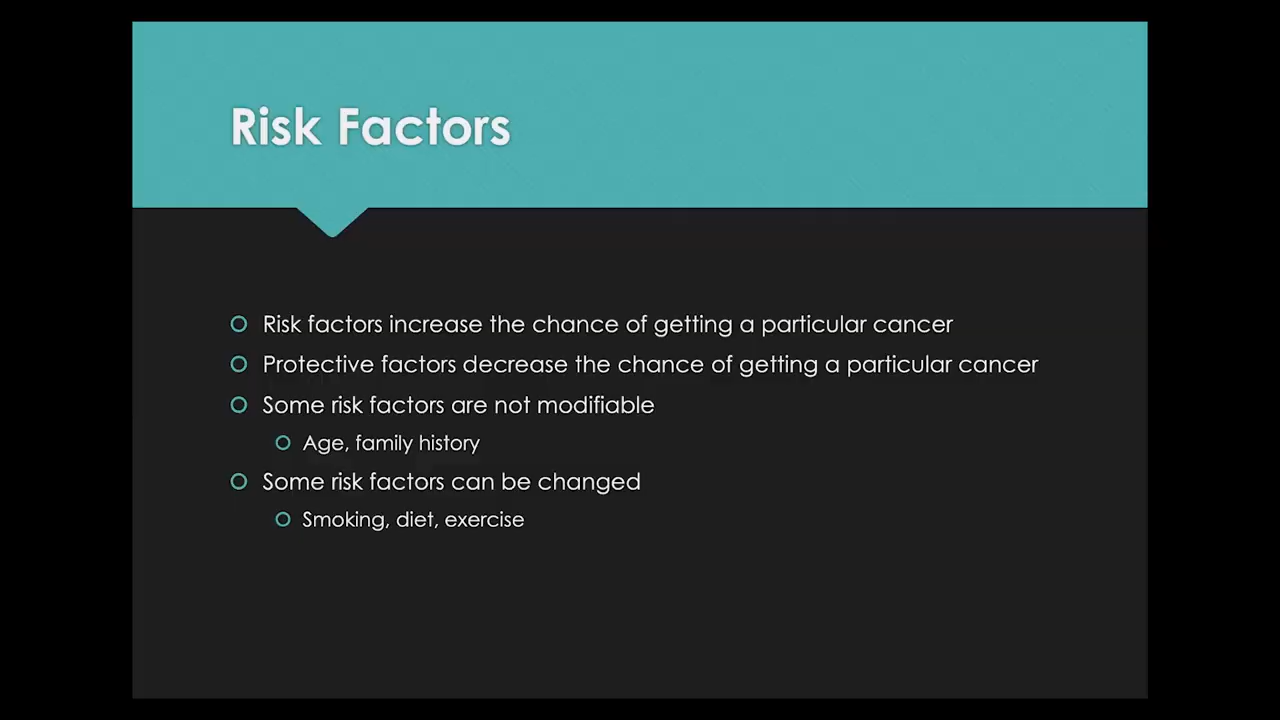 Risk Factors
Risk factors increase the chance of getting a particular cancer
Protective factors decrease the chance of getting a particular cancer
Some risk factors are not modifiable
Age, family history
Some risk factors can be changed
Smoking, diet, exercise